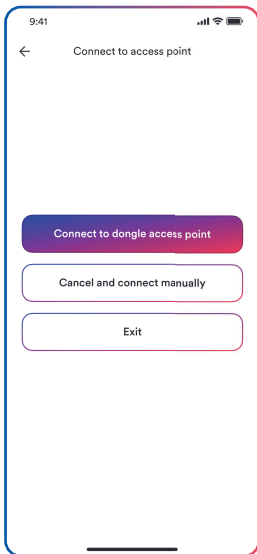 9:41
Connect to access point
Connect to dongle access point
Cancel and connect manually
Exit